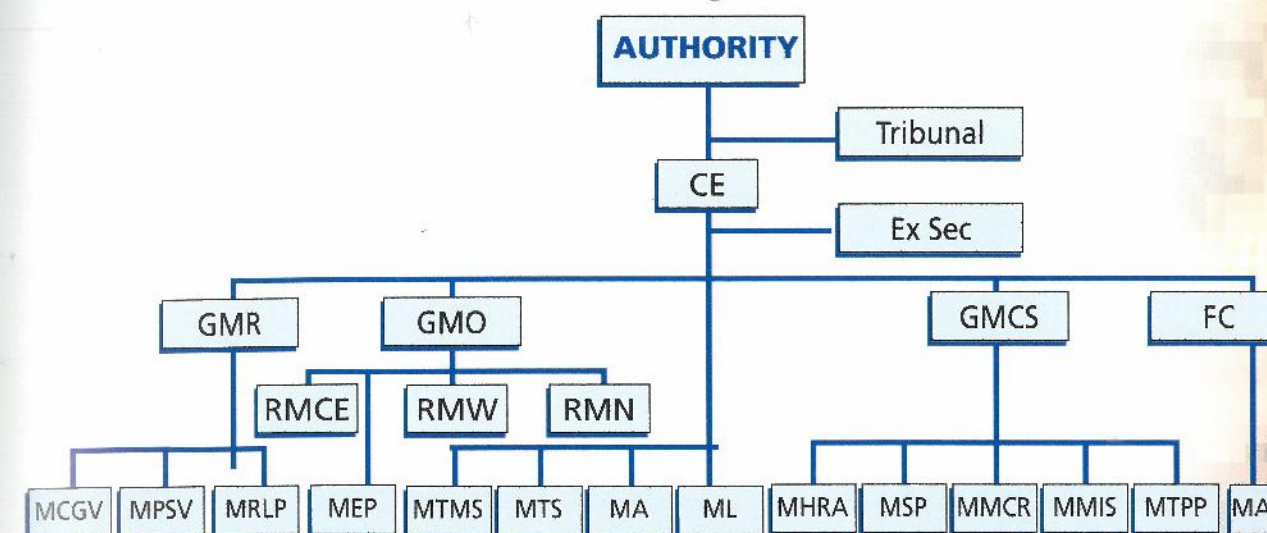 AUTHORITY
Tribunal
CE
Ex Sec
GMR
GMO
GMCS
FC
RMCE
RMW
RMN
MCGV
MPSV
MRLP
MEP
MTMS
MTS
MA
ML
MHRA
MSP
MMCR
MMIS
MTPP